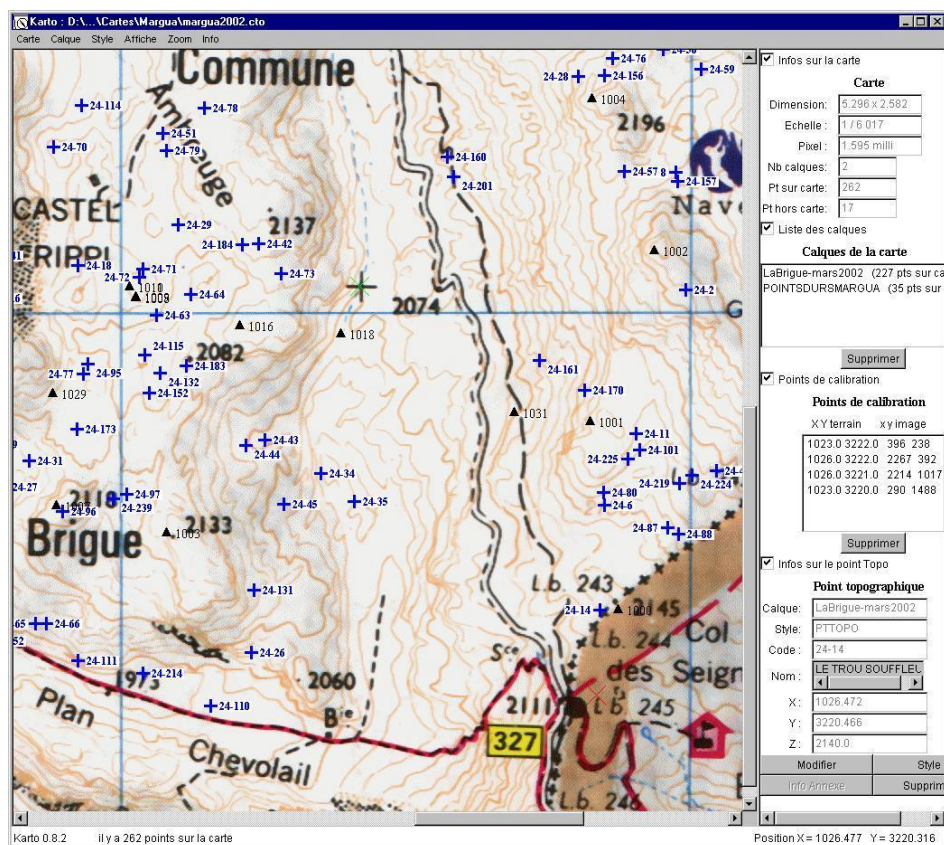 Karto : D:\...\Cartes\Margua\margua2002.cto
Carte Calque Style Affiche Zoom Info
Commune
24-76
24-59
24-28
24-156
1004
2196
24-114
24-78
24-51
24-70
24-79
24-160
24-201
24-57
8
24-157
Nave
CASTEL
FRIPPI
24-29
2137
24-184
24-42
1002
24-18
24-71
24-72
24-73
1010
24-64
24-2
2074
G
24-63
1016
1018
24-115
2082
24-183
24-161
24-77
24-95
24-132
24-170
1029
24-152
1031
1001
24-173
24-43
24-11
24-44
24-101
24-31
24-225
24-34
24-27
24-219
24-224
24-97
24-80
24-96
24-239
24-45
24-35
24-6
2133
1003
24-87
24-88
Brigue
24-131
L.b. 243
24-14
1000
2145
65
24-66
L.b. 244
Col
52
24-26
Sce
des Seign
24-111
24-214
1973
2060
24-110
2111
L.b. 245
Plan
Bie
327
Chevolail
L.b. 246
Infos sur la carte
Carte
Dimension: 5.296 x 2.582
Echelle : 1 / 6 017
Pixel : 1.595 milli
Nb calques: 2
Pt sur carte: 262
Pt hors carte: 17
Liste des calques
Calques de la carte
LaBrigue-mars2002 (227 pts sur ca
POINTSDURSMARGUA (35 pts sur
Supprimer
Points de calibration
Points de calibration
X Y terrain x y image
1023.0 3222.0 396 238
1026.0 3222.0 2267 392
1026.0 3221.0 2214 1017
1023.0 3220.0 290 1488
Supprimer
Infos sur le point Topo
Point topographique
Calque: LaBrigue-mars2002
Style: PTTOPO
Code : 24-14
Nom : LE TROU SOUFFLEU
X : 1026.472
Y : 3220.466
Z : 2140.0
Modifier Style
Info Annexe Supprim
Karto 0.8.2 il y a 262 points sur la carte Position X = 1026.477 Y = 3220.316